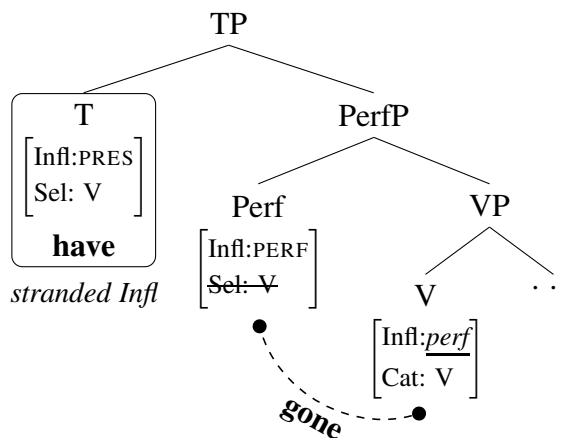 TP
T
PerfP
Infl:PRES
Sel: V
have
stranded Infl
Perf
VP
Infl:PERF
Sel: V
V
. .
Infl:perf
Cat: V
gone